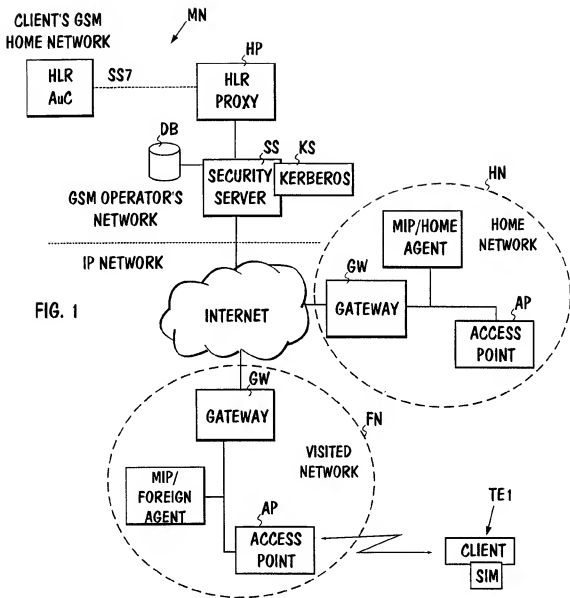 CLIENT'S GSM
HOME NETWORK
MN
HLR
AuC
SS7
HP
HLR
PROXY
DB
SS
KS
SECURITY
SERVER
KERBEROS
GSM OPERATOR'S
NETWORK
IP NETWORK
HN
MIP/HOME
AGENT
HOME
NETWORK
FIG. 1
INTERNET
GW
GATEWAY
AP
ACCESS
POINT
GW
GATEWAY
FN
VISITED
NETWORK
MIP/
FOREIGN
AGENT
AP
ACCESS
POINT
TE1
CLIENT
SIM